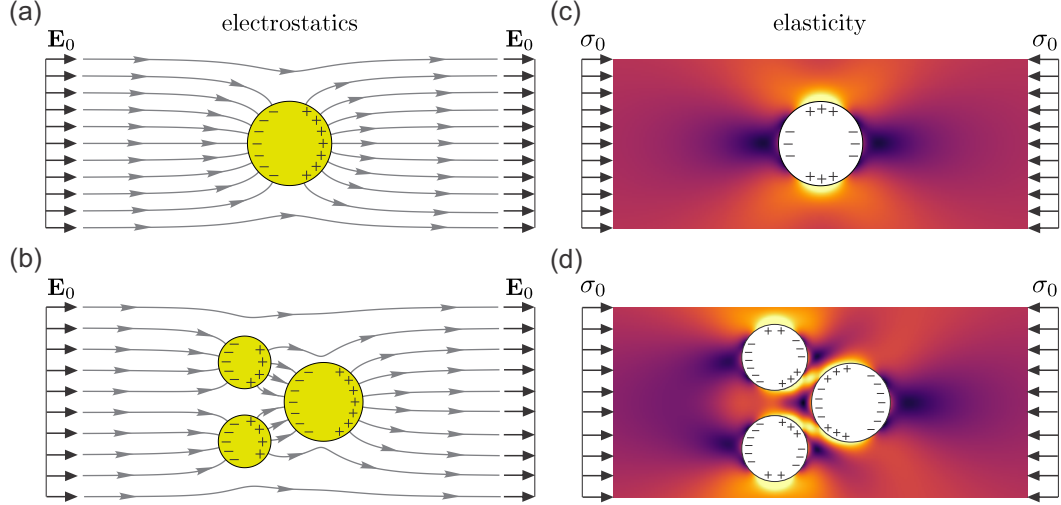 (a)
electrostatics
E₀
E₀
(c)
elasticity
σ₀
σ₀
(b)
E₀
E₀
(d)
σ₀
σ₀